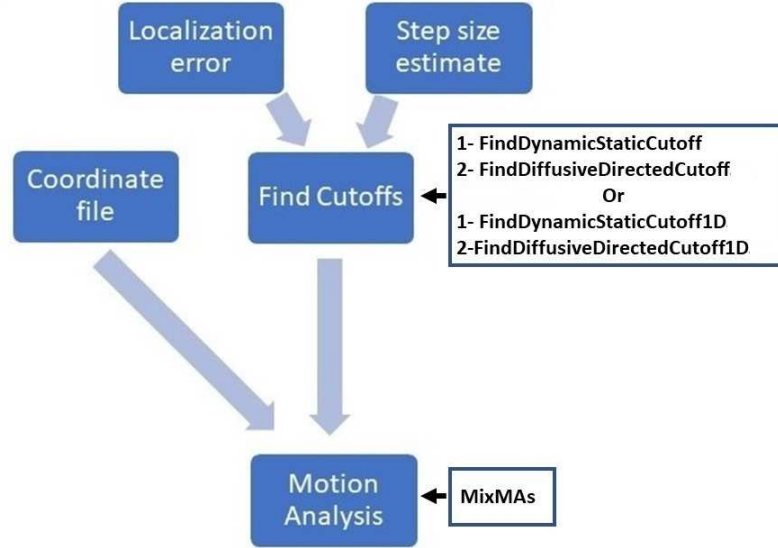 Localization
error
Step size
estimate
Coordinate
file
Find Cutoffs
1- FindDynamicStaticCutoff
2- FindDiffusiveDirectedCutoff
Or
1- FindDynamicStaticCutoff1D
2-FindDiffusiveDirectedCutoff1D
Motion
Analysis
MixMAs